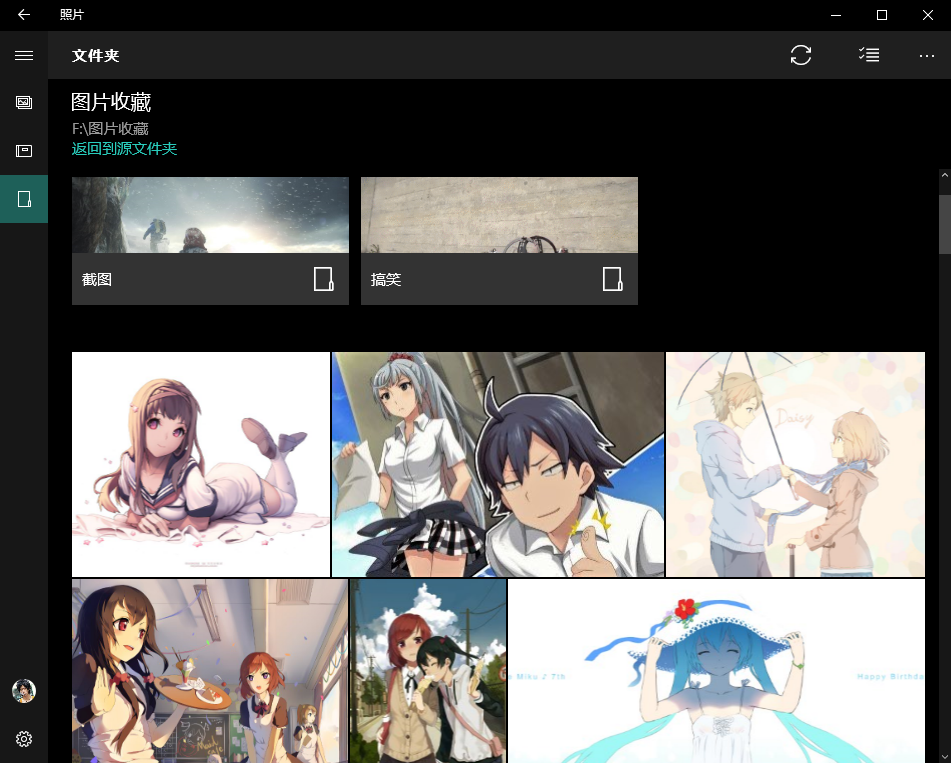 照片
文件夹
图片收藏
F:\图片收藏
返回到源文件夹
截图
搞笑
Daisy
Miku ♪ 7th
Happy Birthda